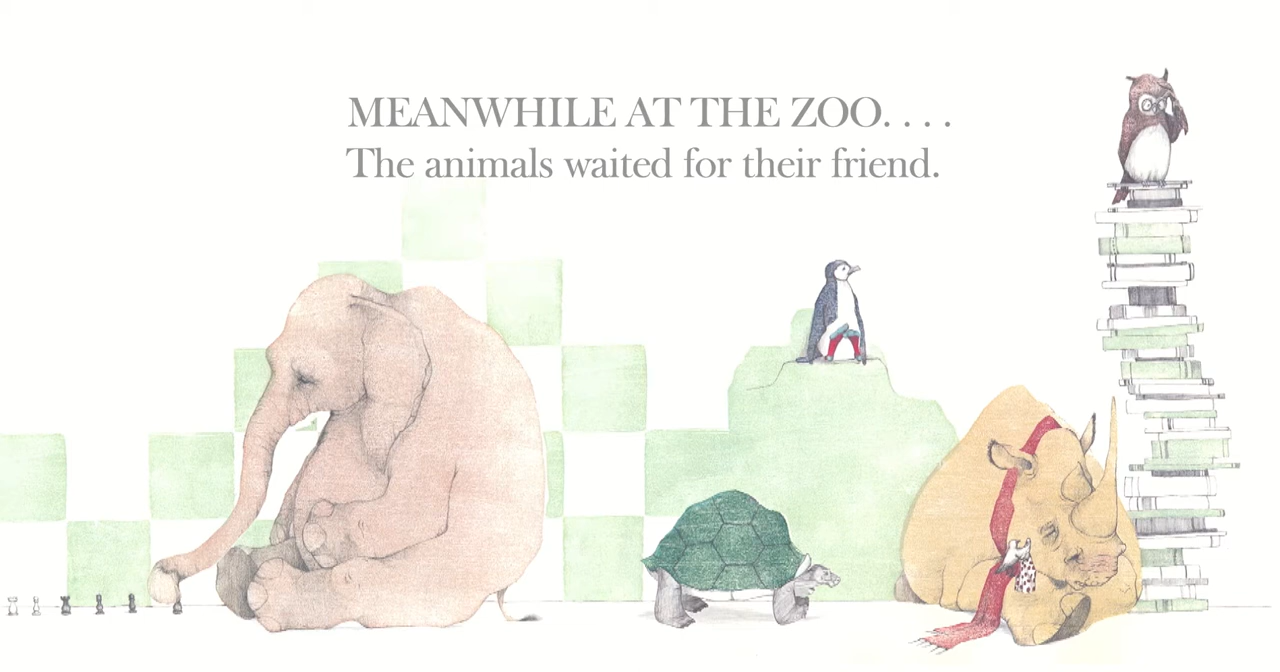 MEANWHILE AT THE ZOO. . . .
The animals waited for their friend.